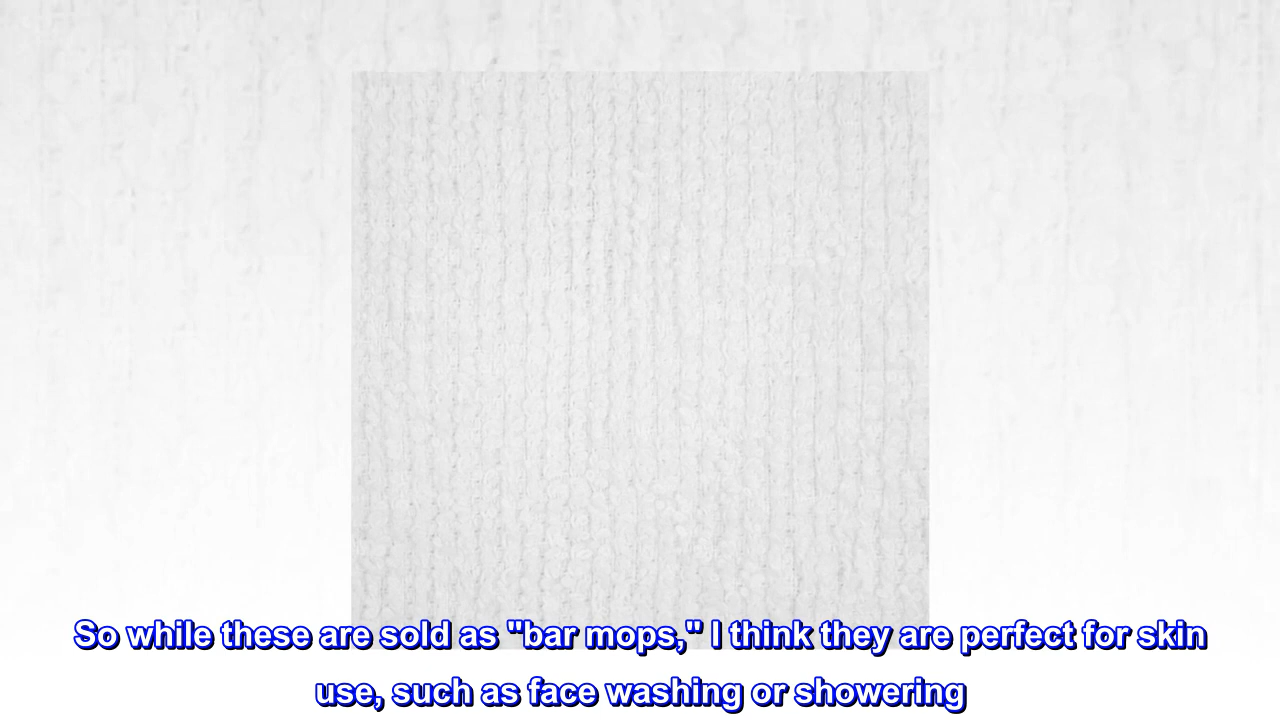 So while these are sold as "bar mops," I think they are perfect for skin
use, such as face washing or showering